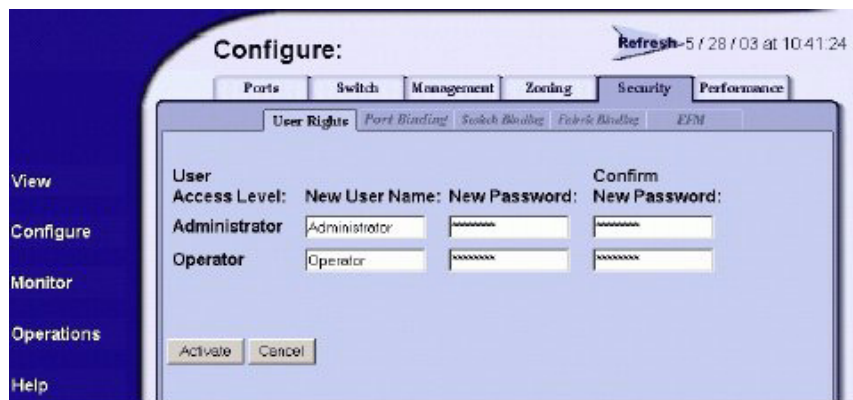 Configure:
Refresh 5 / 28 / 03 at 10:41:24
Ports Switch Management Zoning Security Performance
User Rights Port Binding Switch Binding Fabric Binding EFM
View
Configure
Monitor
Operations
Help
User Confirm
Access Level: New User Name: New Password: New Password:
Administrator Administrator ******** ********
Operator Operator ******** ********
Activate Cancel